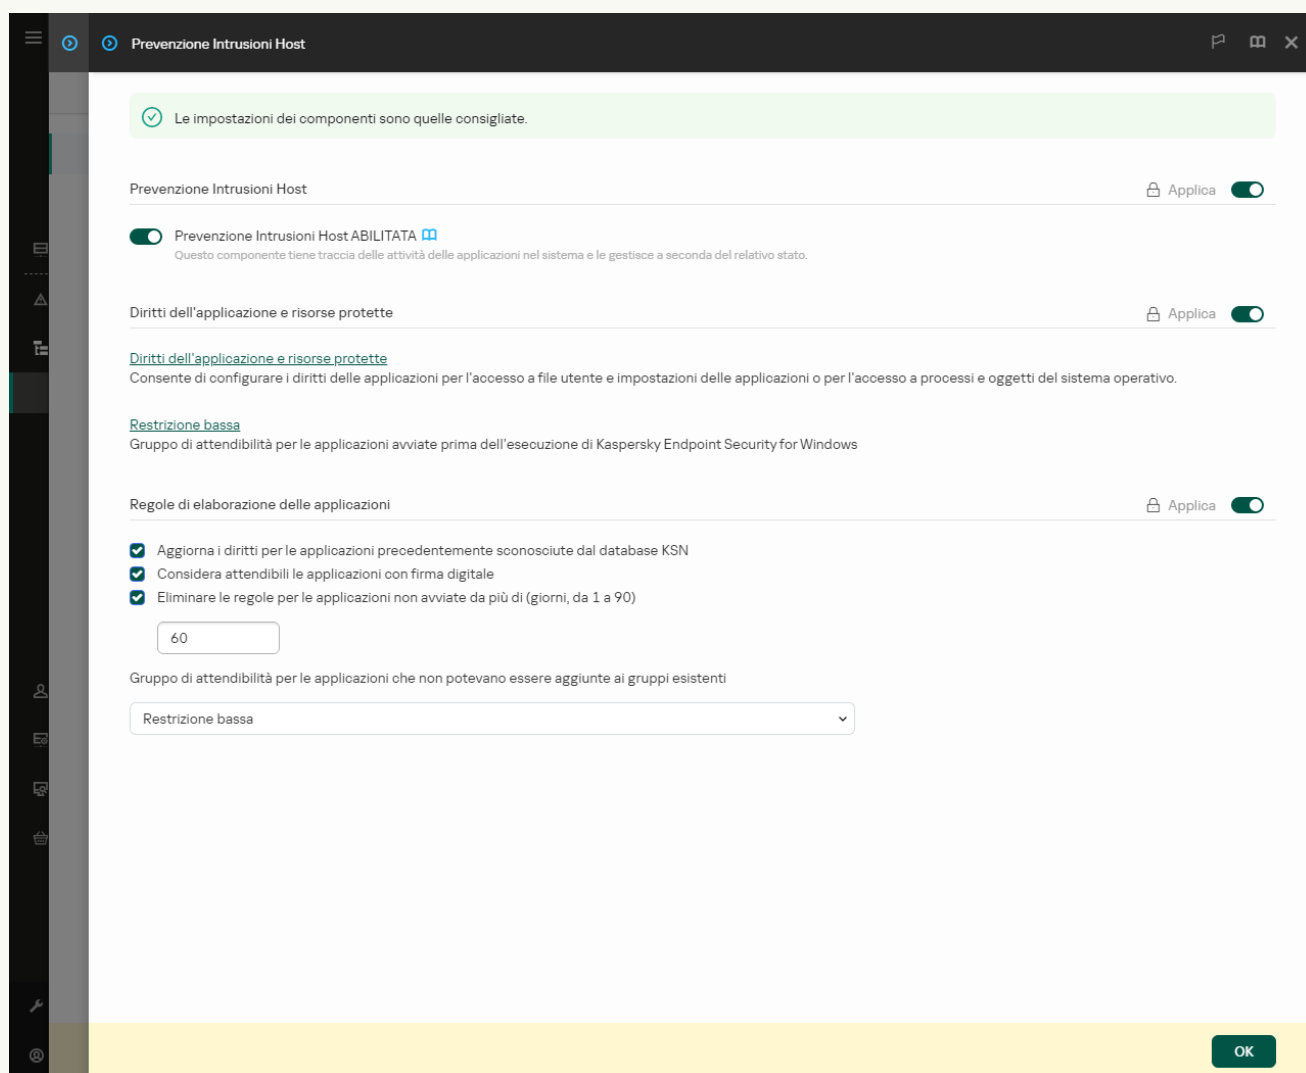 Prevenzione Intrusioni Host
Le impostazioni dei componenti sono quelle consigliate.
Prevenzione Intrusioni Host
Applica
Prevenzione Intrusioni Host ABILITATA
Questo componente tiene traccia delle attività delle applicazioni nel sistema e le gestisce a seconda del relativo stato.
Diritti dell'applicazione e risorse protette
Applica
Diritti dell'applicazione e risorse protette
Consente di configurare i diritti delle applicazioni per l'accesso a file utente e impostazioni delle applicazioni o per l'accesso a processi e oggetti del sistema operativo.
Restrizione bassa
Gruppo di attendibilità per le applicazioni avviate prima dell'esecuzione di Kaspersky Endpoint Security for Windows
Regole di elaborazione delle applicazioni
Applica
Aggiorna i diritti per le applicazioni precedentemente sconosciute dal database KSN
Considera attendibili le applicazioni con firma digitale
Eliminare le regole per le applicazioni non avviate da più di (giorni, da 1 a 90)
60
Gruppo di attendibilità per le applicazioni che non potevano essere aggiunte ai gruppi esistenti
Restrizione bassa
OK